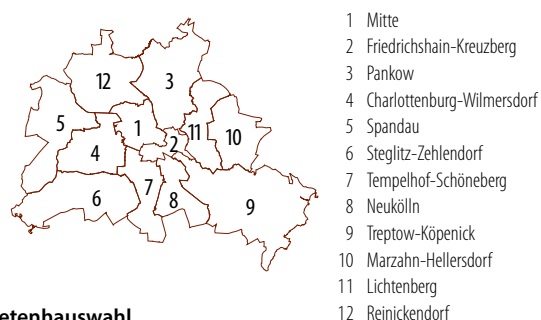 12
3
5
1
11
10
2
4
7
6
8
9
1 Mitte
2 Friedrichshain-Kreuzberg
3 Pankow
4 Charlottenburg-Wilmersdorf
5 Spandau
6 Steglitz-Zehlendorf
7 Tempelhof-Schöneberg
8 Neukölln
9 Treptow-Köpenick
10 Marzahn-Hellersdorf
11 Lichtenberg
12 Reinickendorf